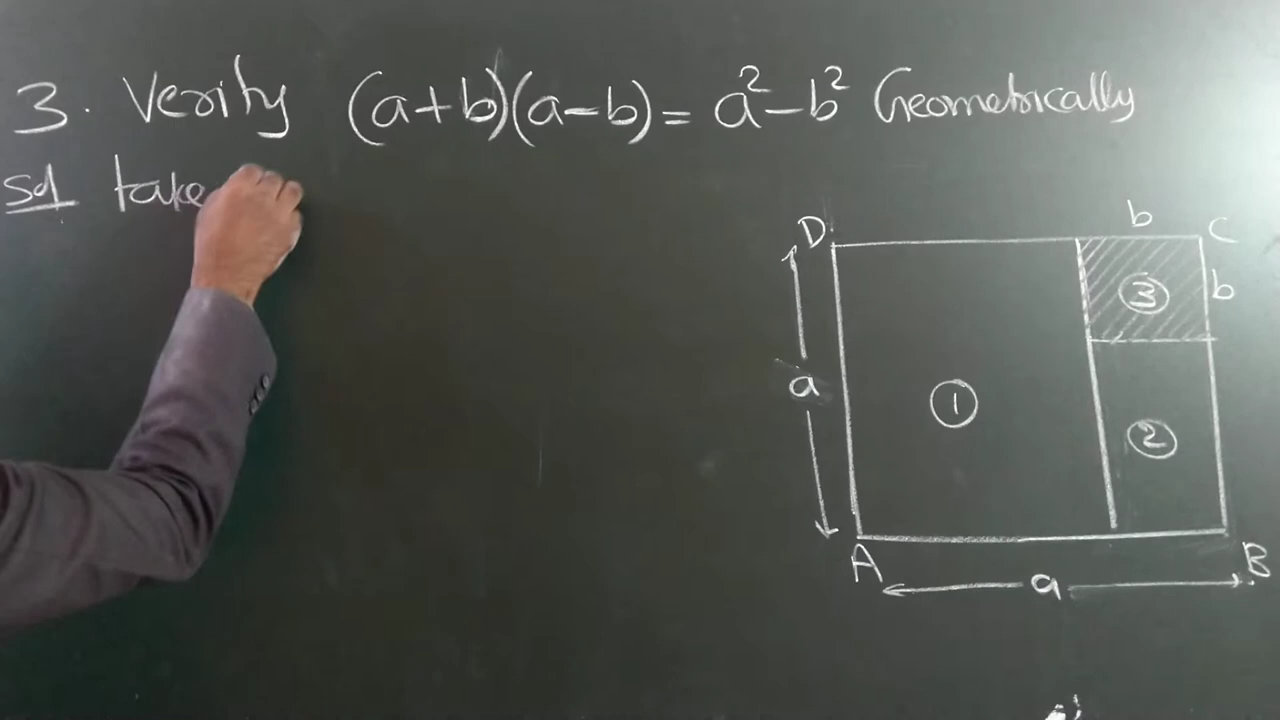 3. Verify (a+b)(a-b) = a²-b² Geometrically
Sol take
b
D
C
③
b
a
①
②
A
B
a